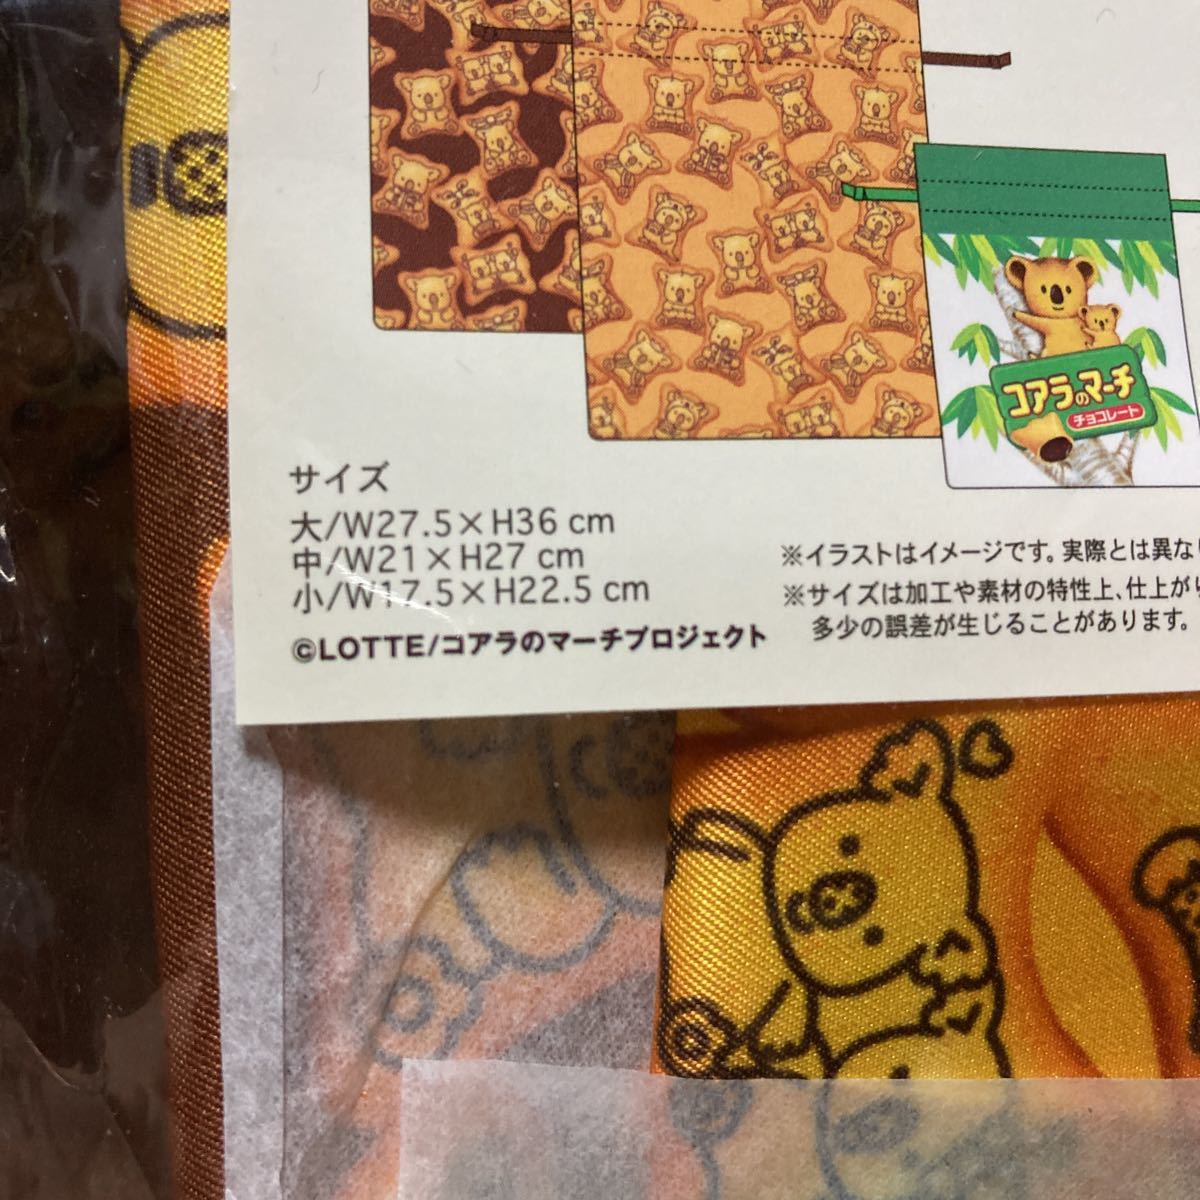 コアラのマーチ
チョコレート
サイズ
大/W27.5×H36 cm
中/W21×H27 cm
小/W17.5×H22.5 cm
©LOTTE/コアラのマーチプロジェクト
※イラストはイメージです。実際とは異な
※サイズは加工や素材の特性上、仕上が
多少の誤差が生じることがあります。